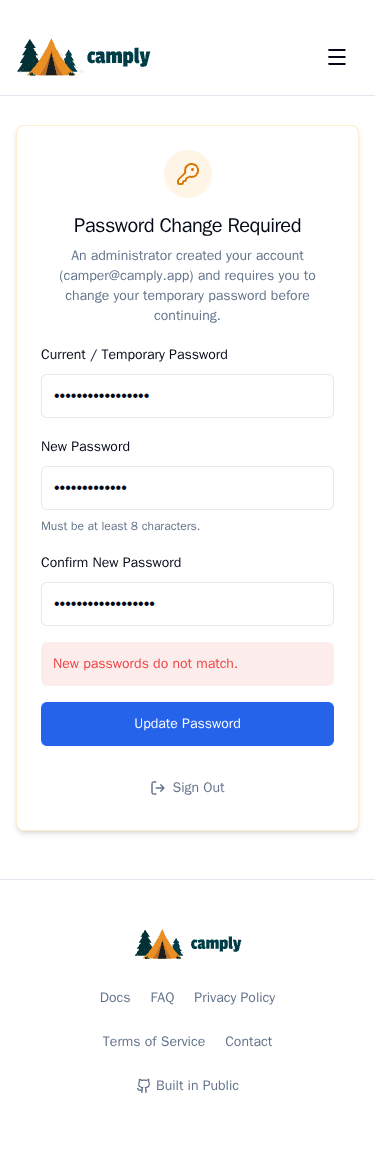 camply
Password Change Required
An administrator created your account
(camper@camply.app) and requires you to
change your temporary password before
continuing.
Current / Temporary Password
•••••••••••••••••
New Password
•••••••••••••
Must be at least 8 characters.
Confirm New Password
••••••••••••••••••
New passwords do not match.
Update Password
Sign Out
camply
Docs FAQ Privacy Policy
Terms of Service Contact
Built in Public